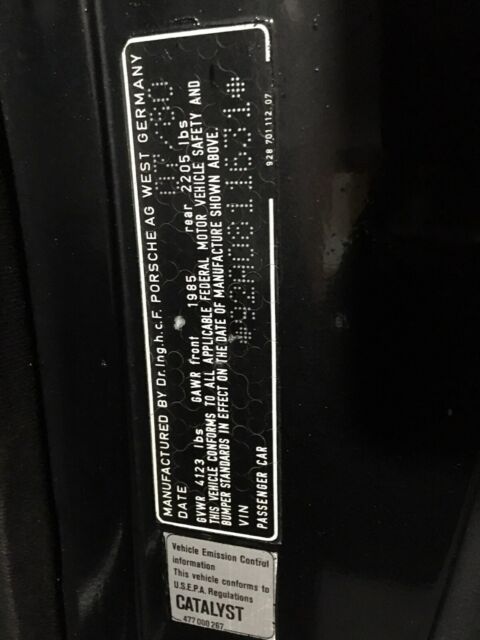 MANUFACTURED BY Dr.Ing.h.c.F. PORSCHE AG WEST GERMANY
DATE 07/80
GVWR 4123 lbs GAWR front 1985 rear 2205 lbs
THIS VEHICLE CONFORMS TO ALL APPLICABLE FEDERAL MOTOR VEHICLE SAFETY AND
BUMPER STANDARDS IN EFFECT ON THE DATE OF MANUFACTURE SHOWN ABOVE.
VIN
PASSENGER CAR
928 701 112 07
Vehicle Emission Control
information
This vehicle conforms to
U.S.E.P.A. Regulations
CATALYST
477 000 267